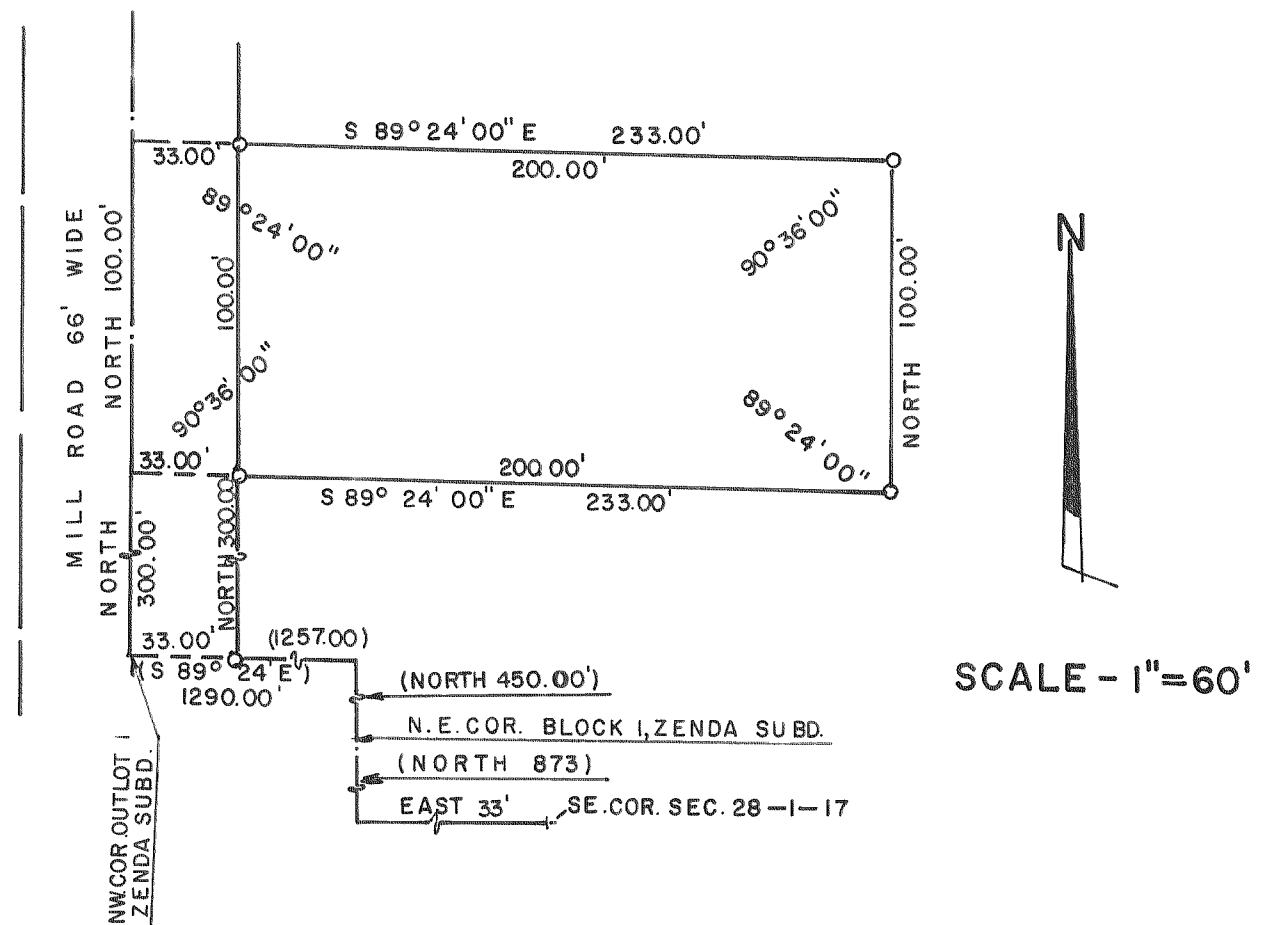 S 89° 24' 00" E 233.00'
33.00'
200.00'
89° 24' 00"
90° 36' 00"
N
MILL ROAD 66' WIDE
NORTH 100.00'
100.00'
NORTH 100.00'
90° 36' 00"
89° 24' 00"
33.00'
200.00'
S 89° 24' 00" E 233.00'
NORTH 300.00'
NORTH 300.00
33.00'
(1257.00)
(S 89° 24' E)
1290.00'
(NORTH 450.00')
SCALE - 1"=60'
N.E. COR. BLOCK 1, ZENDA SUBD.
(NORTH 873)
EAST 33'
SE. COR. SEC. 28-1-17
NW.COR.OUTLOT 1
ZENDA SUBD.